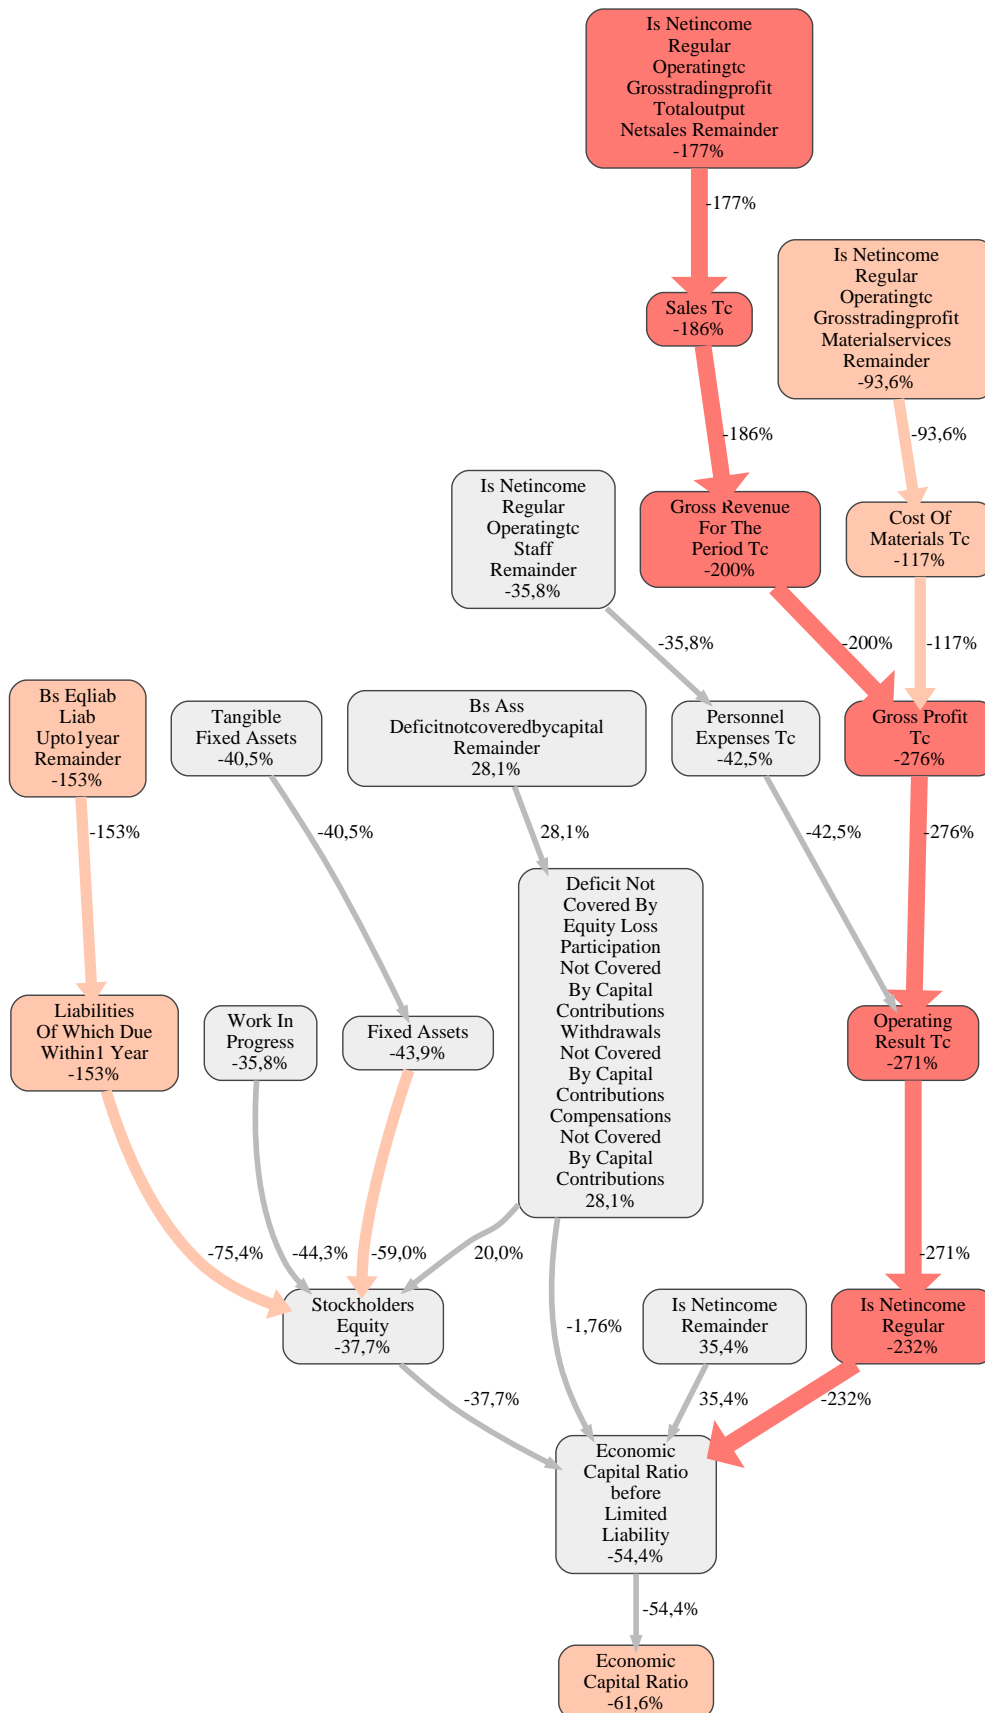 Is Netincome
Regular
Operatingtc
Grosstradingprofit
Totaloutput
Netsales Remainder
-177%
-177%
Is Netincome
Regular
Operatingtc
Grosstradingprofit
Materialservices
Remainder
-93,6%
Sales Tc
-186%
-186%
-93,6%
Is Netincome
Regular
Operatingtc
Staff
Remainder
-35,8%
Gross Revenue
For The
Period Tc
-200%
Cost Of
Materials Tc
-117%
-35,8%
-200%
-117%
Bs Eqliab
Liab
Upto1year
Remainder
-153%
Tangible
Fixed Assets
-40,5%
Bs Ass
Deficitnotcoveredbycapital
Remainder
28,1%
Personnel
Expenses Tc
-42,5%
Gross Profit
Tc
-276%
-153%
-40,5%
28,1%
-42,5%
-276%
Deficit Not
Covered By
Equity Loss
Participation
Not Covered
By Capital
Contributions
Withdrawals
Not Covered
By Capital
Contributions
Compensations
Not Covered
By Capital
Contributions
28,1%
Liabilities
Of Which Due
Within1 Year
-153%
Work In
Progress
-35,8%
Fixed Assets
-43,9%
Operating
Result Tc
-271%
-75,4%
-44,3%
-59,0%
20,0%
-271%
Stockholders
Equity
-37,7%
-1,76%
Is Netincome
Remainder
35,4%
Is Netincome
Regular
-232%
-37,7%
35,4%
-232%
Economic
Capital Ratio
before
Limited
Liability
-54,4%
-54,4%
Economic
Capital Ratio
-61,6%